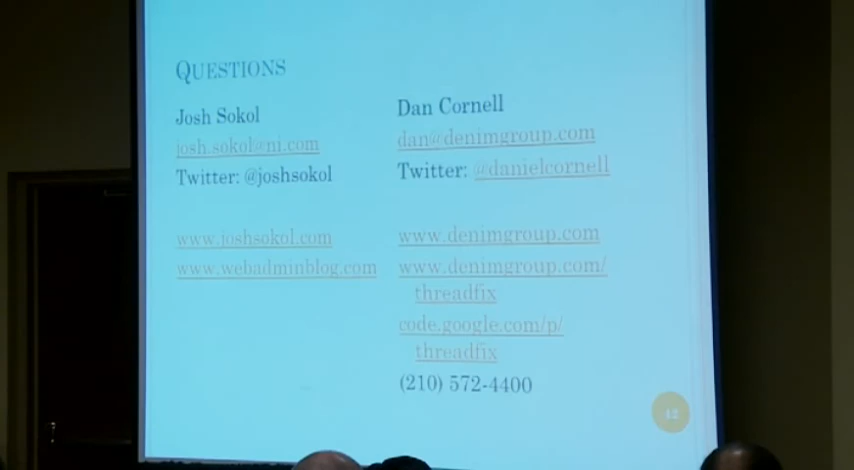 QUESTIONS
Josh Sokol
josh.sokol@ni.com
Twitter: @joshsokol
www.joshsokol.com
www.webadminblog.com
Dan Cornell
dan@denimgroup.com
Twitter: @danielcornell
www.denimgroup.com
www.denimgroup.com/
threadfix
code.google.com/p/
threadfix
(210) 572-4400